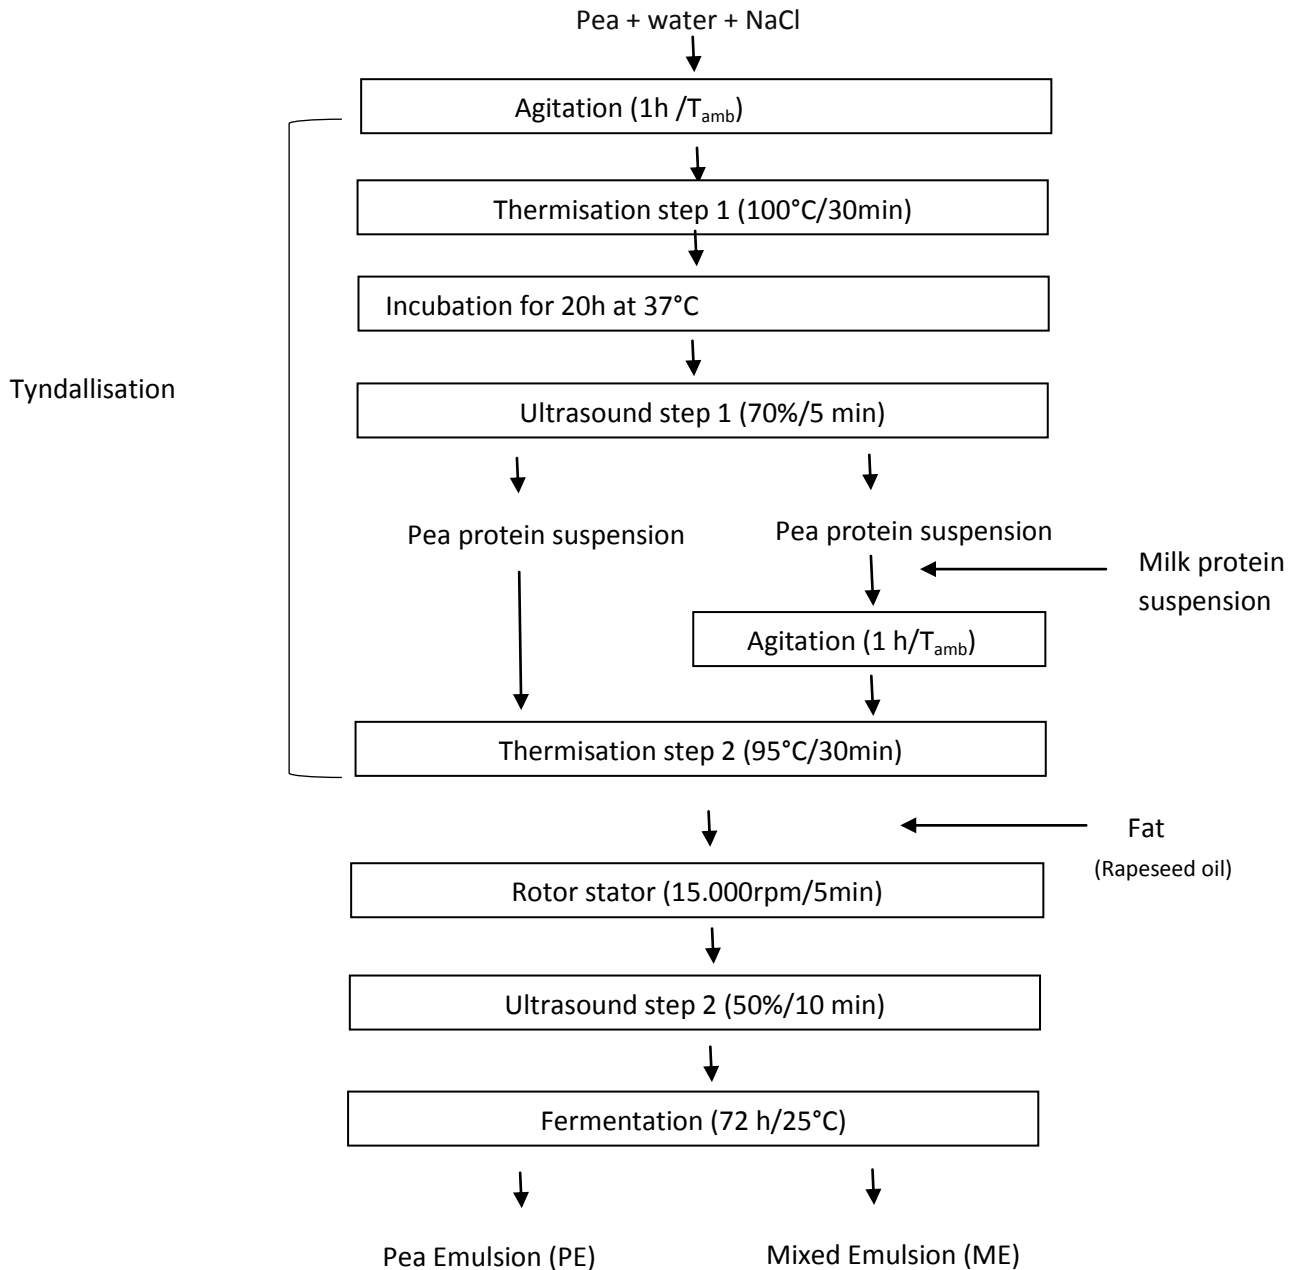 Pea + water + NaCl
Agitation (1h /Tamb)
Thermisation step 1 (100°C/30min)
Incubation for 20h at 37°C
Tyndallisation
Ultrasound step 1 (70%/5 min)
Pea protein suspension
Pea protein suspension
Milk protein
suspension
Agitation (1 h/Tamb)
Thermisation step 2 (95°C/30min)
Fat
(Rapeseed oil)
Rotor stator (15.000rpm/5min)
Ultrasound step 2 (50%/10 min)
Fermentation (72 h/25°C)
Pea Emulsion (PE)
Mixed Emulsion (ME)